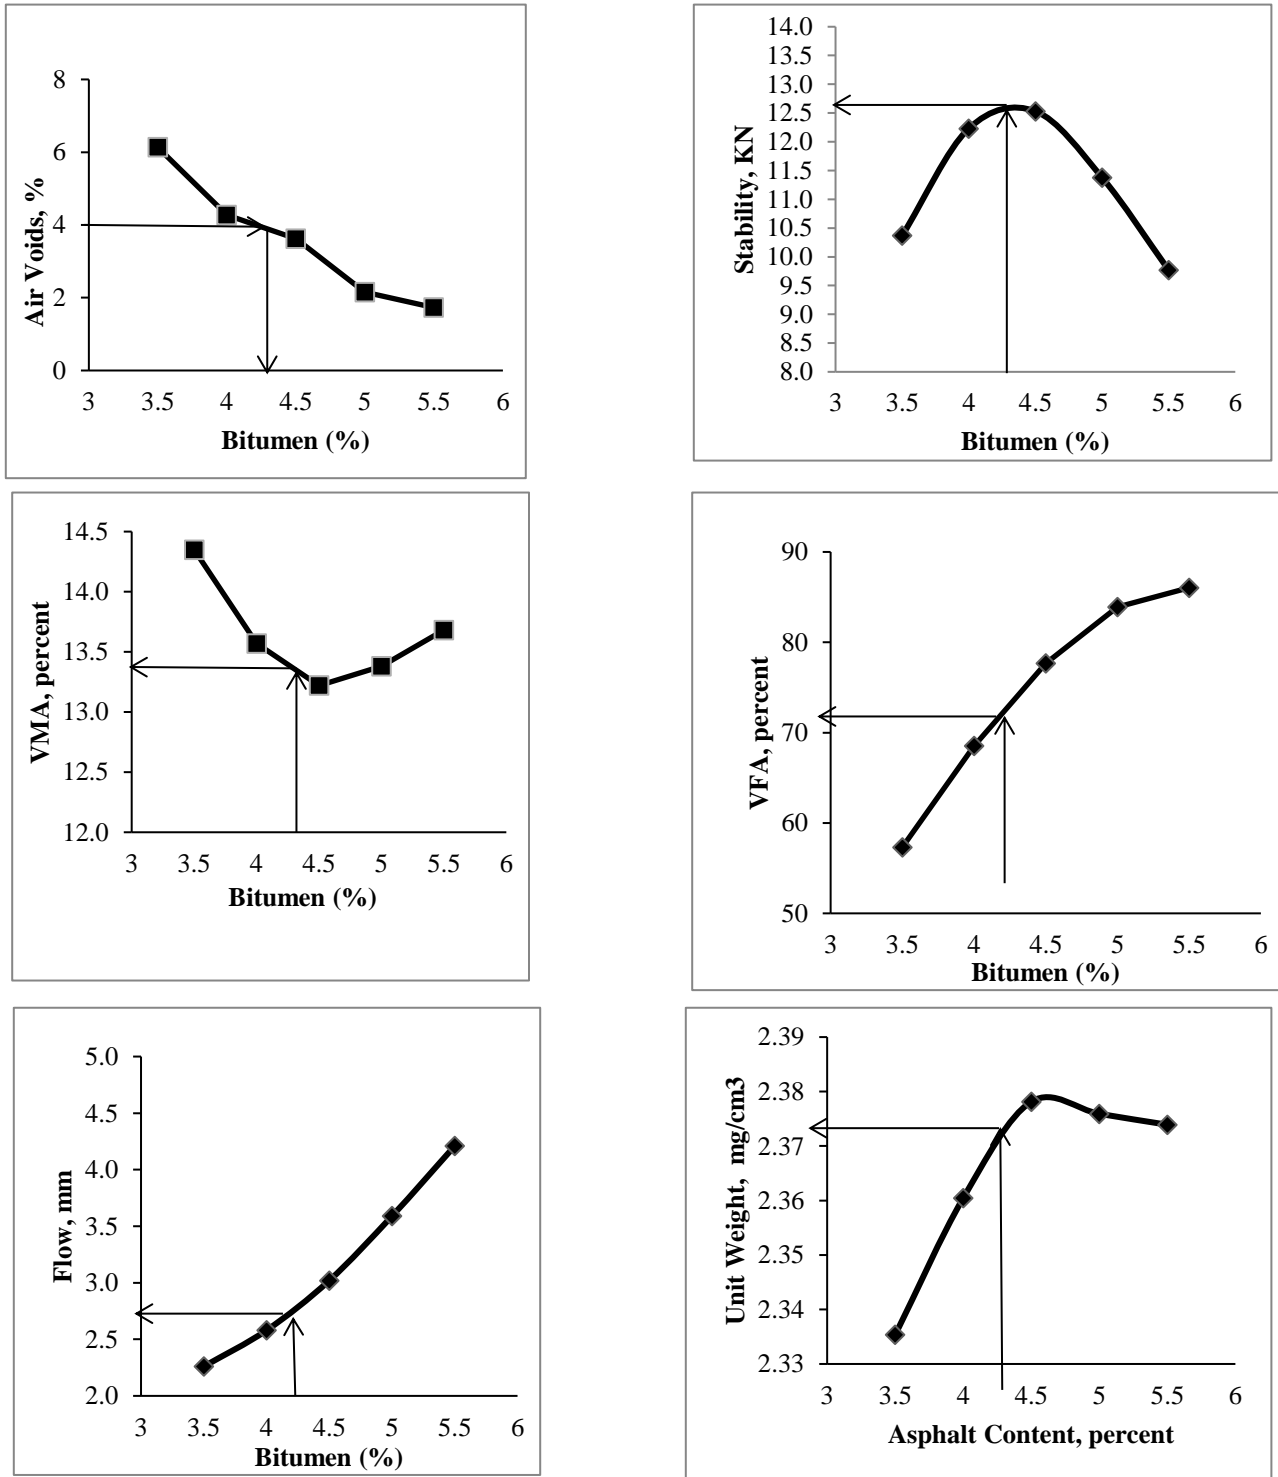 Air Voids, %
8
6
4
2
0
3 3.5 4 4.5 5 5.5 6
Bitumen (%)
Stability, KN
14.0
13.5
13.0
12.5
12.0
11.5
11.0
10.5
10.0
9.5
9.0
8.5
8.0
3 3.5 4 4.5 5 5.5 6
Bitumen (%)
VMA, percent
14.5
14.0
13.5
13.0
12.5
12.0
3 3.5 4 4.5 5 5.5 6
Bitumen (%)
VFA, percent
90
80
70
60
50
3 3.5 4 4.5 5 5.5 6
Bitumen (%)
Flow, mm
5.0
4.5
4.0
3.5
3.0
2.5
2.0
3 3.5 4 4.5 5 5.5 6
Bitumen (%)
Unit Weight, mg/cm3
2.39
2.38
2.37
2.36
2.35
2.34
2.33
3 3.5 4 4.5 5 5.5 6
Asphalt Content, percent